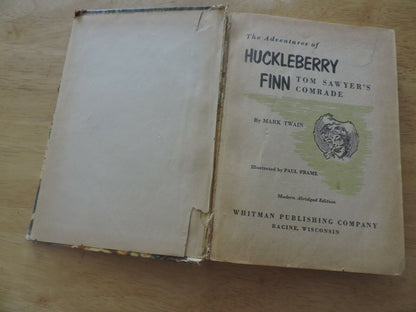 The Adventures of
HUCKLEBERRY
FINN TOM SAWYER'S
COMRADE
By MARK TWAIN
Illustrated by PAUL FRAME
Modern Abridged Edition
WHITMAN PUBLISHING COMPANY
RACINE, WISCONSIN